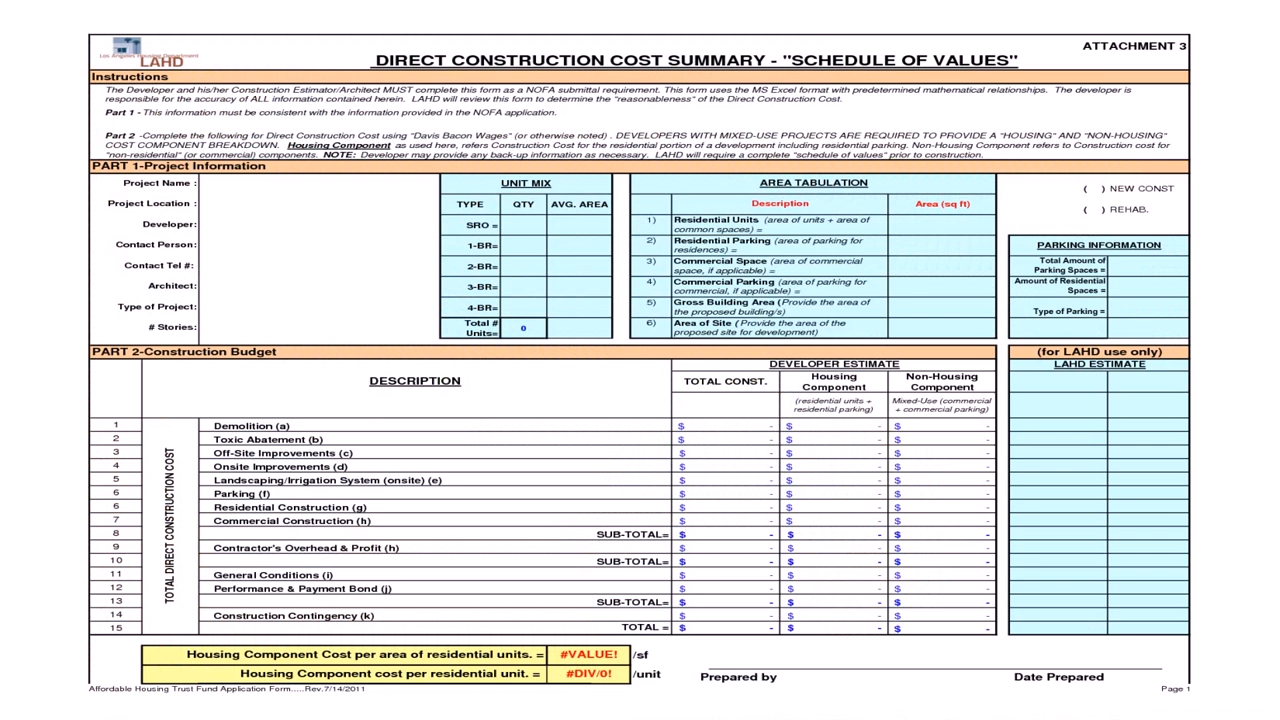 Los Angeles Housing Department
LAHD
ATTACHMENT 3
DIRECT CONSTRUCTION COST SUMMARY - "SCHEDULE OF VALUES"
Instructions
The Developer and his/her Construction Estimator/Architect MUST complete this form as a NOFA submittal requirement. This form uses the MS Excel format with predetermined mathematical relationships. The developer is
responsible for the accuracy of ALL information contained herein. LAHD will review this form to determine the "reasonableness" of the Direct Construction Cost.
Part 1 - This information must be consistent with the information provided in the NOFA application.
Part 2 -Complete the following for Direct Construction Cost using "Davis Bacon Wages" (or otherwise noted) . DEVELOPERS WITH MIXED-USE PROJECTS ARE REQUIRED TO PROVIDE A "HOUSING" AND "NON-HOUSING
COST COMPONENT BREAKDOWN. Housing Component as used here, refers Construction Cost for the residential portion of a development including residential parking. Non-Housing Component refers to Construction cost for
"non-residential" (or commercial) components. NOTE: Developer may provide any back-up information as necessary. LAHD will require a complete "schedule of values" prior to construction.
PART 1-Project Information
Project Name :
Project Location :
Developer:
Contact Person:
Contact Tel #:
Architect:
Type of Project:
# Stories:
UNIT MIX
TYPE QTY AVG. AREA
SRO =
1-BR=
2-BR=
3-BR=
4-BR=
Total #
Units= 0
AREA TABULATION
Description Area (sq ft)
1) Residential Units (area of units + area of
common spaces) =
2) Residential Parking (area of parking for
residences) =
3) Commercial Space (area of commercial
space, if applicable) =
4) Commercial Parking (area of parking for
commercial, if applicable) =
5) Gross Building Area (Provide the area of
the proposed building/s)
6) Area of Site ( Provide the area of the
proposed site for development)
( ) NEW CONST
( ) REHAB.
PARKING INFORMATION
Total Amount of
Parking Spaces =
Amount of Residential
Spaces =
Type of Parking =
PART 2-Construction Budget (for LAHD use only)
DEVELOPER ESTIMATE LAHD ESTIMATE
DESCRIPTION TOTAL CONST. Housing
Component Non-Housing
Component
(residential units +
residential parking) Mixed-Use (commercial
+ commercial parking)
TOTAL DIRECT CONSTRUCTION COST
1 Demolition (a) $ - $ - $ -
2 Toxic Abatement (b) $ - $ - $ -
3 Off-Site Improvements (c) $ - $ - $ -
4 Onsite Improvements (d) $ - $ - $ -
5 Landscaping/Irrigation System (onsite) (e) $ - $ - $ -
6 Parking (f) $ - $ - $ -
6 Residential Construction (g) $ - $ - $ -
7 Commercial Construction (h) $ - $ - $ -
8 SUB-TOTAL= $ - $ - $ -
9 Contractor's Overhead & Profit (h) $ - $ - $ -
10 SUB-TOTAL= $ - $ - $ -
11 General Conditions (i) $ - $ - $ -
12 Performance & Payment Bond (j) $ - $ - $ -
13 SUB-TOTAL= $ - $ - $ -
14 Construction Contingency (k) $ - $ - $ -
15 TOTAL = $ - $ - $ -
Housing Component Cost per area of residential units. = #VALUE! /sf
Housing Component cost per residential unit. = #DIV/0! /unit
Prepared by Date Prepared
Affordable Housing Trust Fund Application Form.....Rev.7/14/2011 Page 1